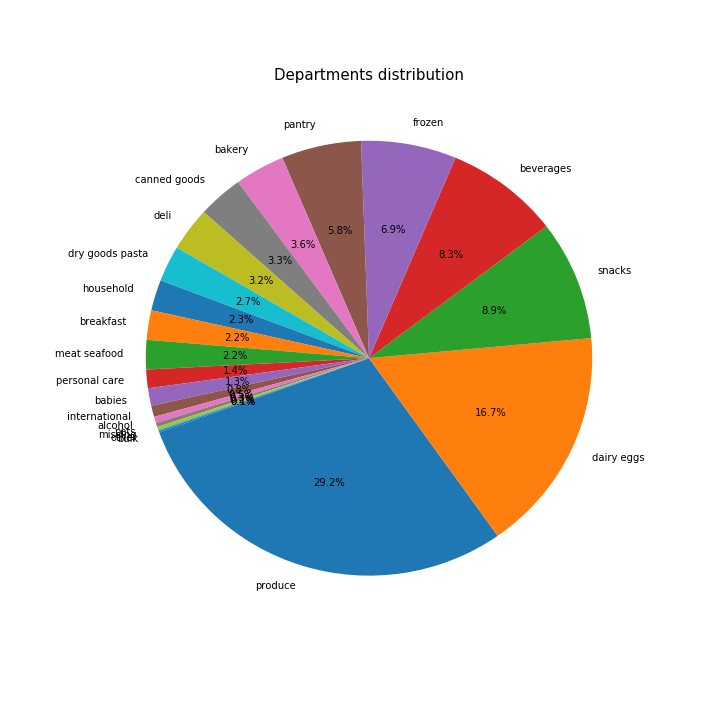 Departments distribution
frozen
pantry
beverages
bakery
canned goods
deli
dry goods pasta
household
breakfast
meat seafood
personal care
babies
international
alcohol
snacks
dairy eggs
produce
6.9%
5.8%
8.3%
3.6%
3.3%
3.2%
2.7%
2.3%
2.2%
2.2%
1.4%
1.3%
8.9%
16.7%
29.2%